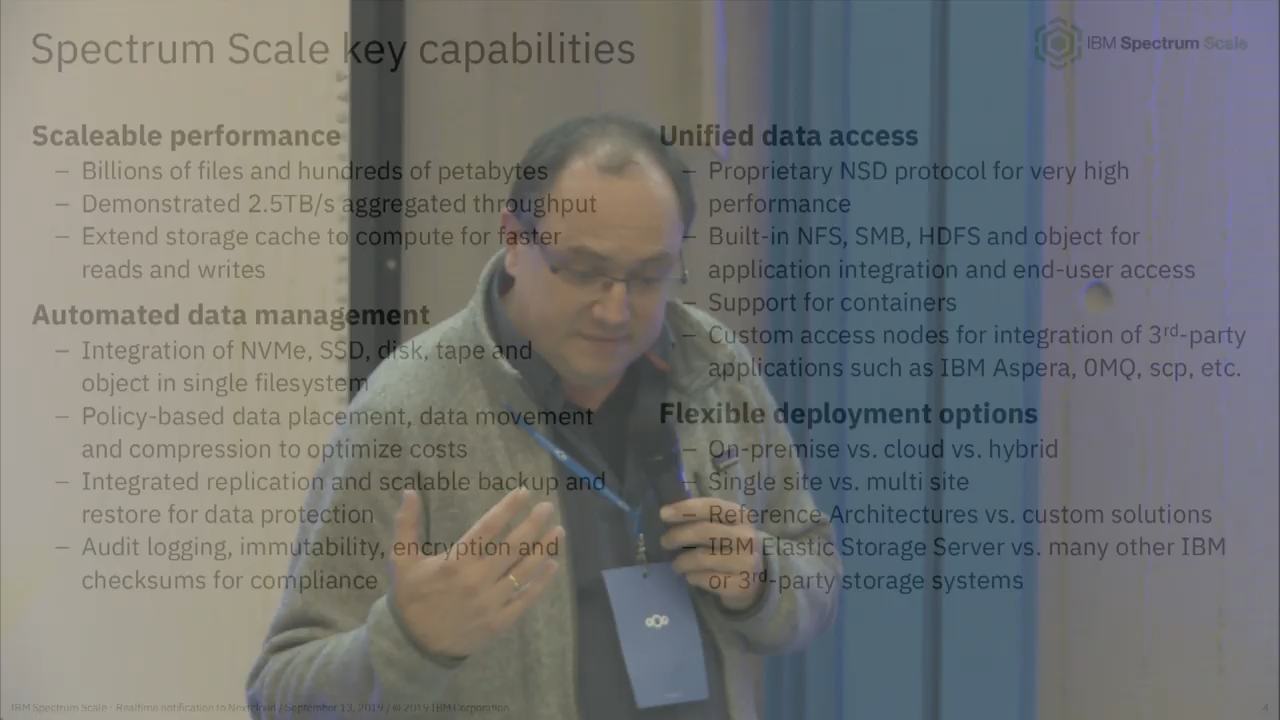 Spectrum Scale key capabilities
IBM Spectrum Scale
Scaleable performance
– Billions of files and hundreds of petabytes
– Demonstrated 2.5TB/s aggregated throughput
– Extend storage cache to compute for faster
reads and writes
Automated data management
– Integration of NVMe, SSD, disk, tape and
object in single filesystem
– Policy-based data placement, data movement
and compression to optimize costs
– Integrated replication and scalable backup and
restore for data protection
– Audit logging, immutability, encryption and
checksums for compliance
Unified data access
– Proprietary NSD protocol for very high
performance
– Built-in NFS, SMB, HDFS and object for
application integration and end-user access
– Support for containers
– Custom access nodes for integration of 3rd-party
applications such as IBM Aspera, 0MQ, scp, etc.
Flexible deployment options
– On-premise vs. cloud vs. hybrid
– Single site vs. multi site
– Reference Architectures vs. custom solutions
– IBM Elastic Storage Server vs. many other IBM
or 3rd-party storage systems
IBM Spectrum Scale - Realtime notification to Nextcloud / September 13, 2019 / © 2019 IBM Corporation
4